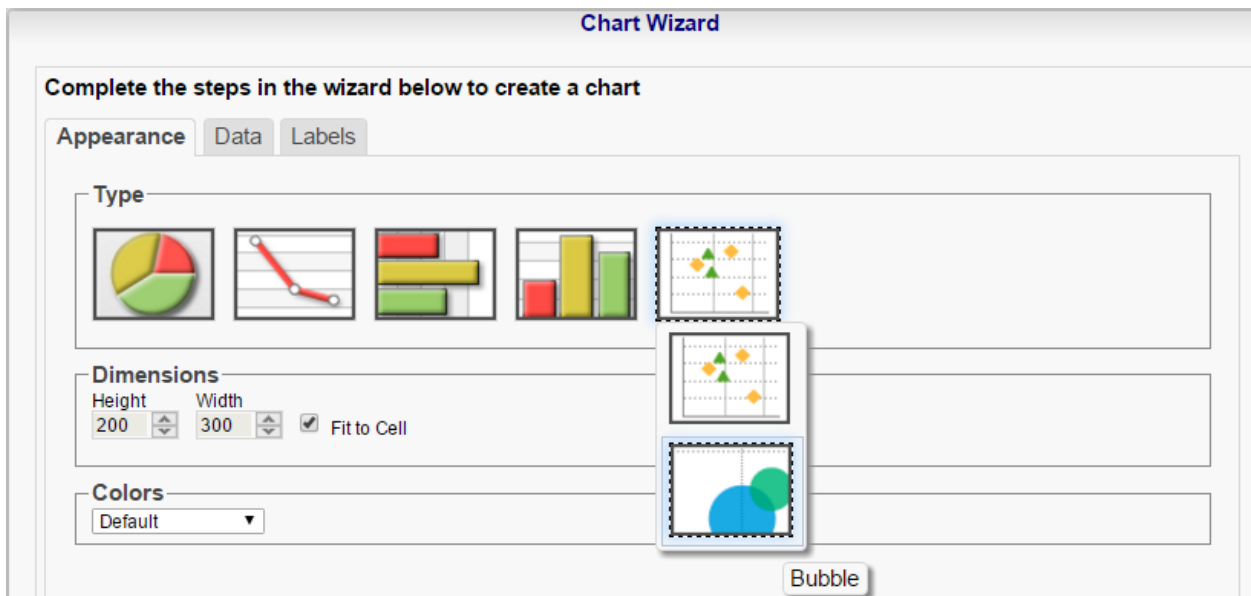 Chart Wizard
Complete the steps in the wizard below to create a chart
Appearance Data Labels
Type
Dimensions
Height Width
200 300 Fit to Cell
Colors
Default
Bubble